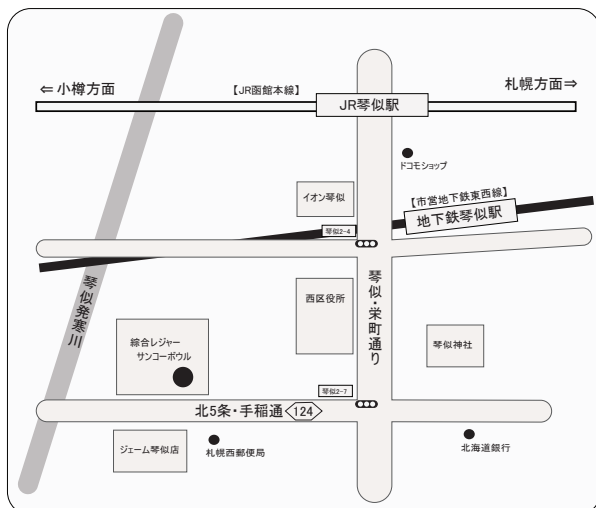 ⇐ 小樽方面
【JR函館本線】
札幌方面⇒
JR琴似駅
ドコモショップ
イオン琴似
【市営地下鉄東西線】
地下鉄琴似駅
琴似2-4
琴似発寒川
西区役所
琴似・栄町通り
綜合レジャー
サンコーボウル
琴似神社
琴似2-7
北5条・手稲通 124
ジェーム琴似店
札幌西郵便局
北海道銀行